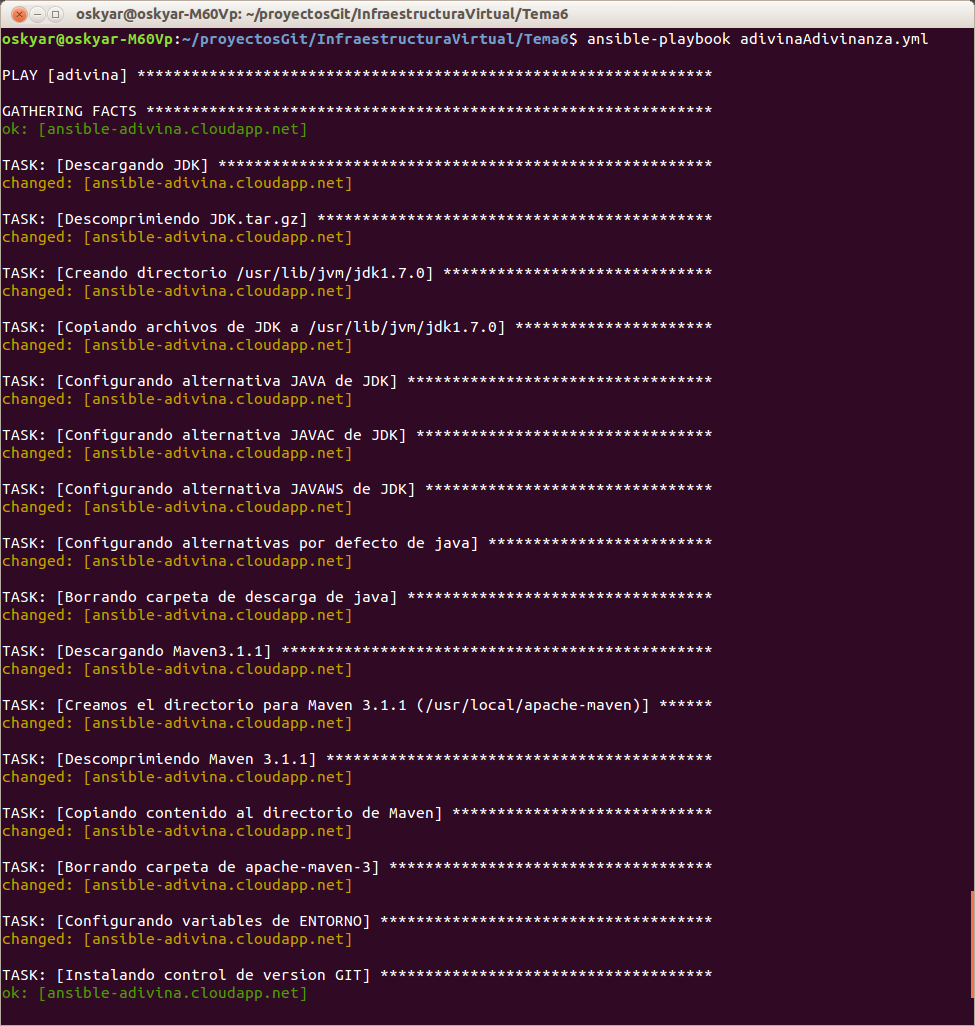 oskyar@oskyar-M60Vp: ~/proyectosGit/InfraestructuraVirtual/Tema6
oskyar@oskyar-M60Vp:~/proyectosGit/InfraestructuraVirtual/Tema6$ ansible-playbook adivinaAdivinanza.yml
PLAY [adivina] ****************************************************************
GATHERING FACTS ***************************************************************
ok: [ansible-adivina.cloudapp.net]
TASK: [Descargando JDK] *******************************************************
changed: [ansible-adivina.cloudapp.net]
TASK: [Descomprimiendo JDK.tar.gz] ********************************************
changed: [ansible-adivina.cloudapp.net]
TASK: [Creando directorio /usr/lib/jvm/jdk1.7.0] ******************************
changed: [ansible-adivina.cloudapp.net]
TASK: [Copiando archivos de JDK a /usr/lib/jvm/jdk1.7.0] **********************
changed: [ansible-adivina.cloudapp.net]
TASK: [Configurando alternativa JAVA de JDK] **********************************
changed: [ansible-adivina.cloudapp.net]
TASK: [Configurando alternativa JAVAC de JDK] *********************************
changed: [ansible-adivina.cloudapp.net]
TASK: [Configurando alternativa JAVAWS de JDK] ********************************
changed: [ansible-adivina.cloudapp.net]
TASK: [Configurando alternativas por defecto de java] *************************
changed: [ansible-adivina.cloudapp.net]
TASK: [Borrando carpeta de descarga de java] **********************************
changed: [ansible-adivina.cloudapp.net]
TASK: [Descargando Maven3.1.1] ************************************************
changed: [ansible-adivina.cloudapp.net]
TASK: [Creamos el directorio para Maven 3.1.1 (/usr/local/apache-maven)] ******
changed: [ansible-adivina.cloudapp.net]
TASK: [Descomprimiendo Maven 3.1.1] *******************************************
changed: [ansible-adivina.cloudapp.net]
TASK: [Copiando contenido al directorio de Maven] *****************************
changed: [ansible-adivina.cloudapp.net]
TASK: [Borrando carpeta de apache-maven-3] ************************************
changed: [ansible-adivina.cloudapp.net]
TASK: [Configurando variables de ENTORNO] *************************************
changed: [ansible-adivina.cloudapp.net]
TASK: [Instalando control de version GIT] *************************************
ok: [ansible-adivina.cloudapp.net]